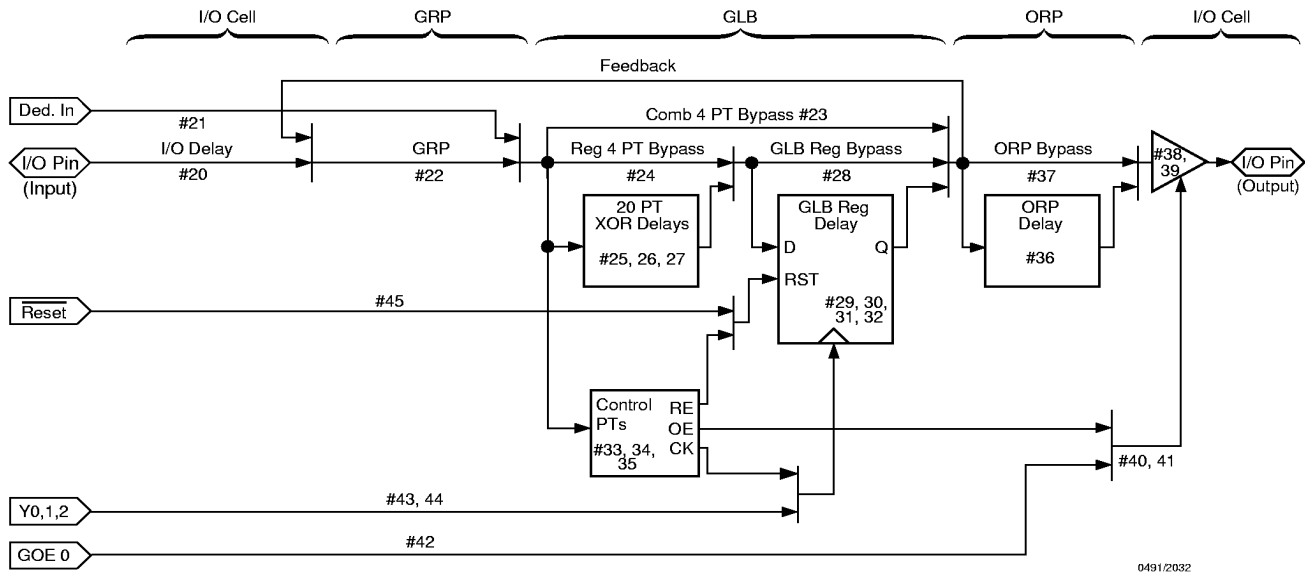 I/O Cell
GRP
GLB
ORP
I/O Cell
Feedback
Ded. In
#21
Comb 4 PT Bypass #23
I/O Pin
(Input)
I/O Delay
#20
GRP
#22
Reg 4 PT Bypass
#24
GLB Reg Bypass
#28
ORP Bypass
#37
#38,
39
I/O Pin
(Output)
20 PT
XOR Delays
#25, 26, 27
GLB Reg
Delay
D
Q
RST
#29, 30,
31, 32
ORP
Delay
#36
Reset
#45
Control
PTs
#33, 34,
35
RE
OE
CK
#40, 41
Y0,1,2
#43, 44
GOE 0
#42
0491/2032